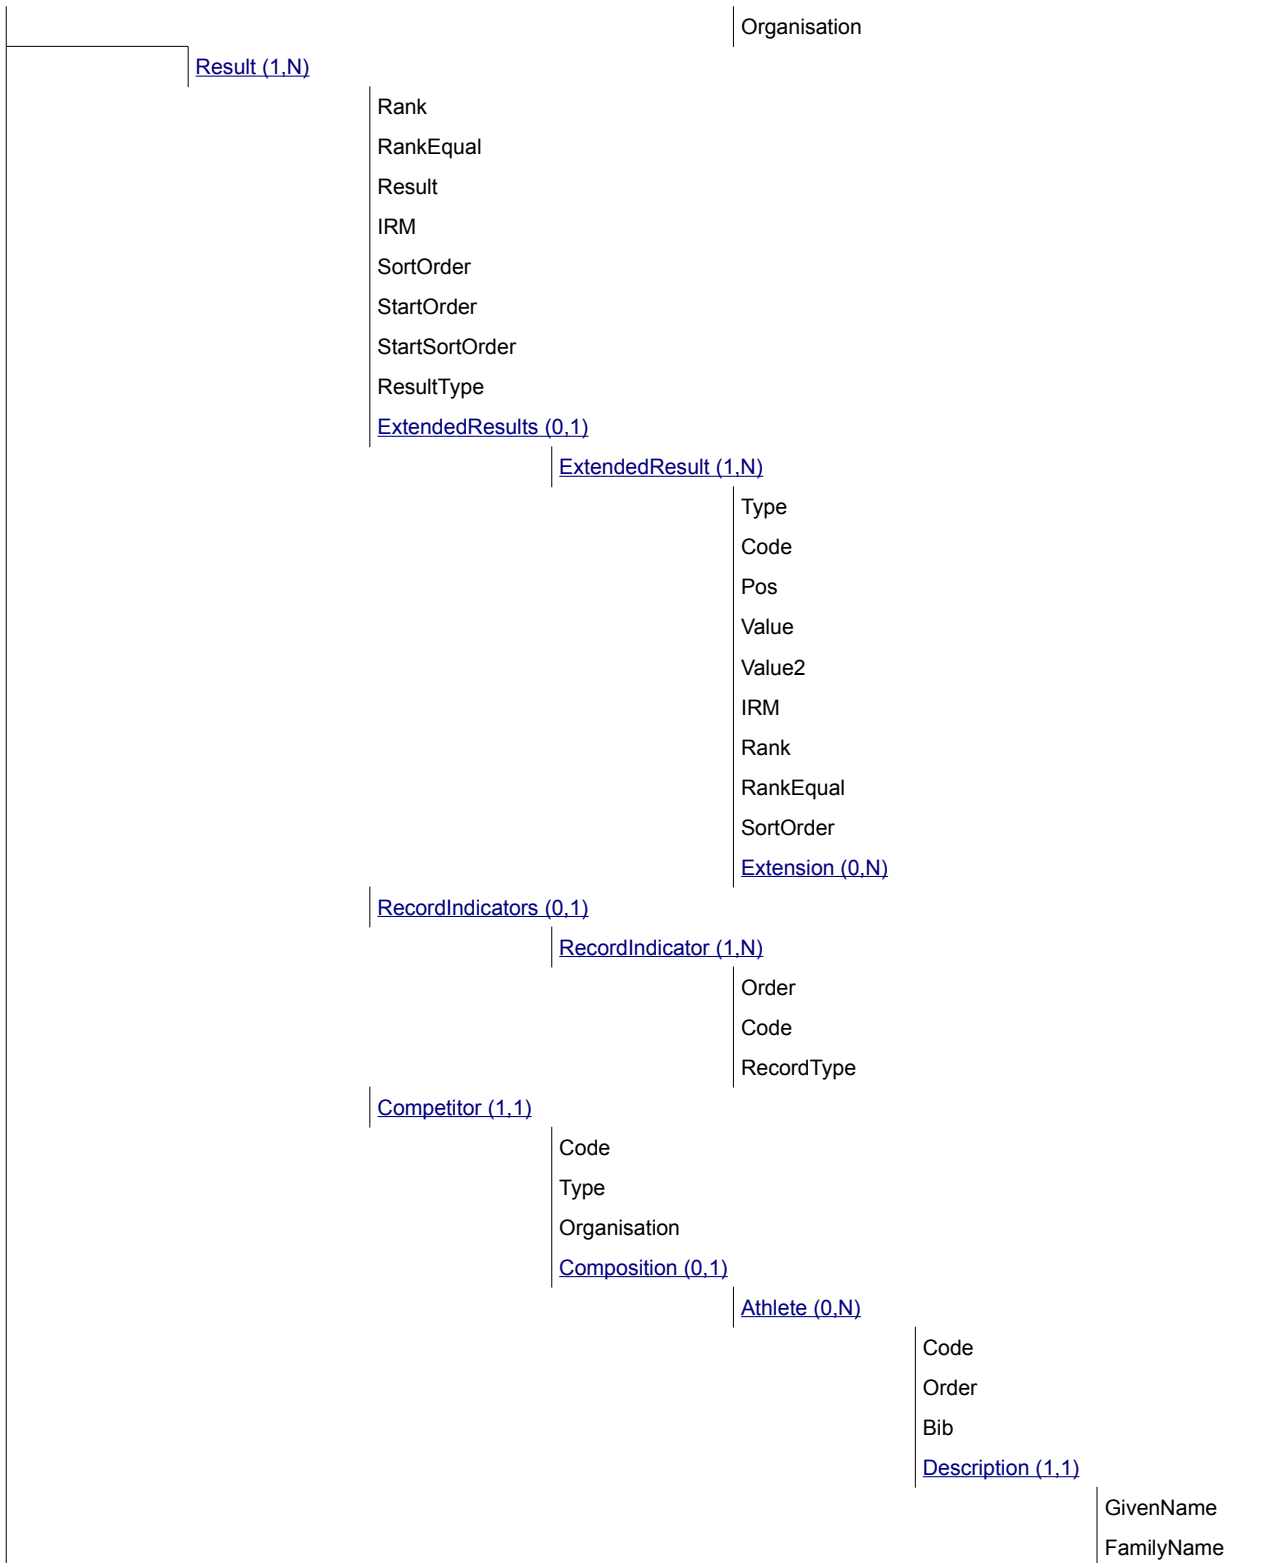 Organisation
Result (1,N)
Rank
RankEqual
Result
IRM
SortOrder
StartOrder
StartSortOrder
ResultType
ExtendedResults (0,1)
ExtendedResult (1,N)
Type
Code
Pos
Value
Value2
IRM
Rank
RankEqual
SortOrder
Extension (0,N)
RecordIndicators (0,1)
RecordIndicator (1,N)
Order
Code
RecordType
Competitor (1,1)
Code
Type
Organisation
Composition (0,1)
Athlete (0,N)
Code
Order
Bib
Description (1,1)
GivenName
FamilyName